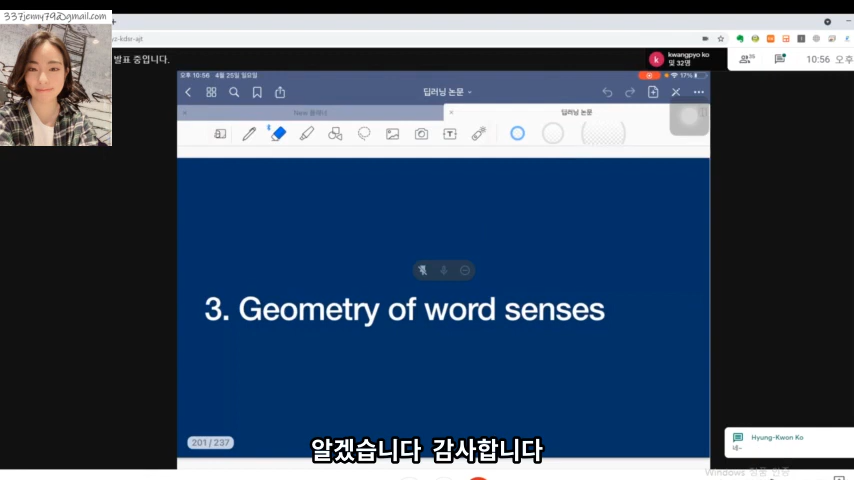 337jenny79@gmail.com
vz-kdsr-ajt
발표 중입니다.
kwangpyo ko
및 32명
10:56 오후
오후 10:56 4월 25일 일요일
17%
딥러닝 논문
딥러닝 논문
3. Geometry of word senses
201 / 237
알겠습니다 감사합니다
Hyung-Kwon Ko
네~
Windows 정품 인증